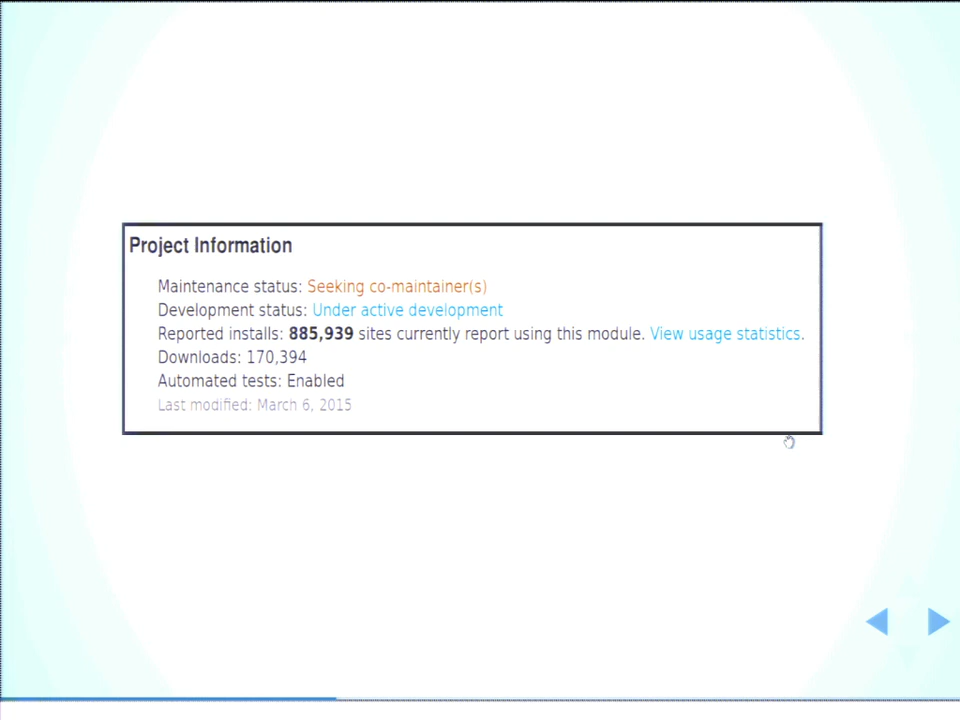 Project Information
Maintenance status: Seeking co-maintainer(s)
Development status: Under active development
Reported installs: 885,939 sites currently report using this module. View usage statistics.
Downloads: 170,394
Automated tests: Enabled
Last modified: March 6, 2015